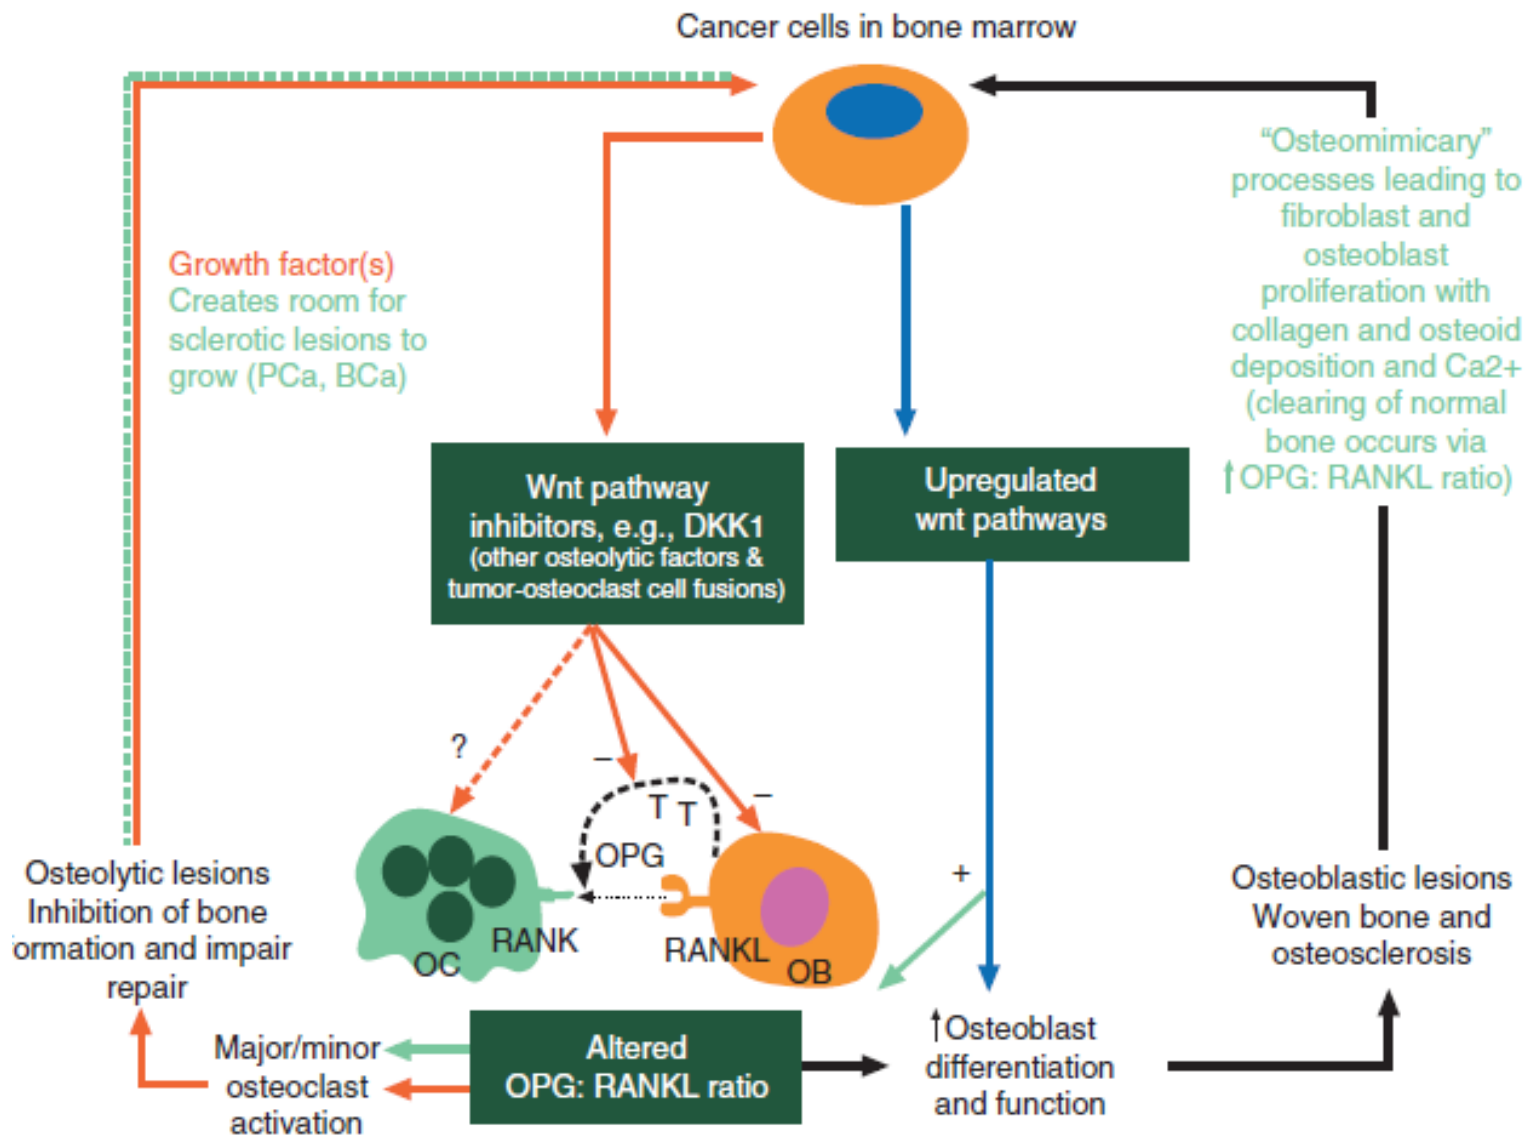 Cancer cells in bone marrow
Growth factor(s)
Creates room for
sclerotic lesions to
grow (PCa, BCa)
“Osteomimicary”
processes leading to
fibroblast and
osteoblast
proliferation with
collagen and osteoid
deposition and Ca2+
(clearing of normal
bone occurs via
↑OPG: RANKL ratio)
Wnt pathway
inhibitors, e.g., DKK1
(other osteolytic factors &
tumor-osteoclast cell fusions)
Upregulated
wnt pathways
?
–
–
T T
OPG
+
RANK
RANKL
OC
OB
Osteolytic lesions
Inhibition of bone
ormation and impair
repair
Osteoblastic lesions
Woven bone and
osteosclerosis
Major/minor
osteoclast
activation
Altered
OPG: RANKL ratio
↑Osteoblast
differentiation
and function